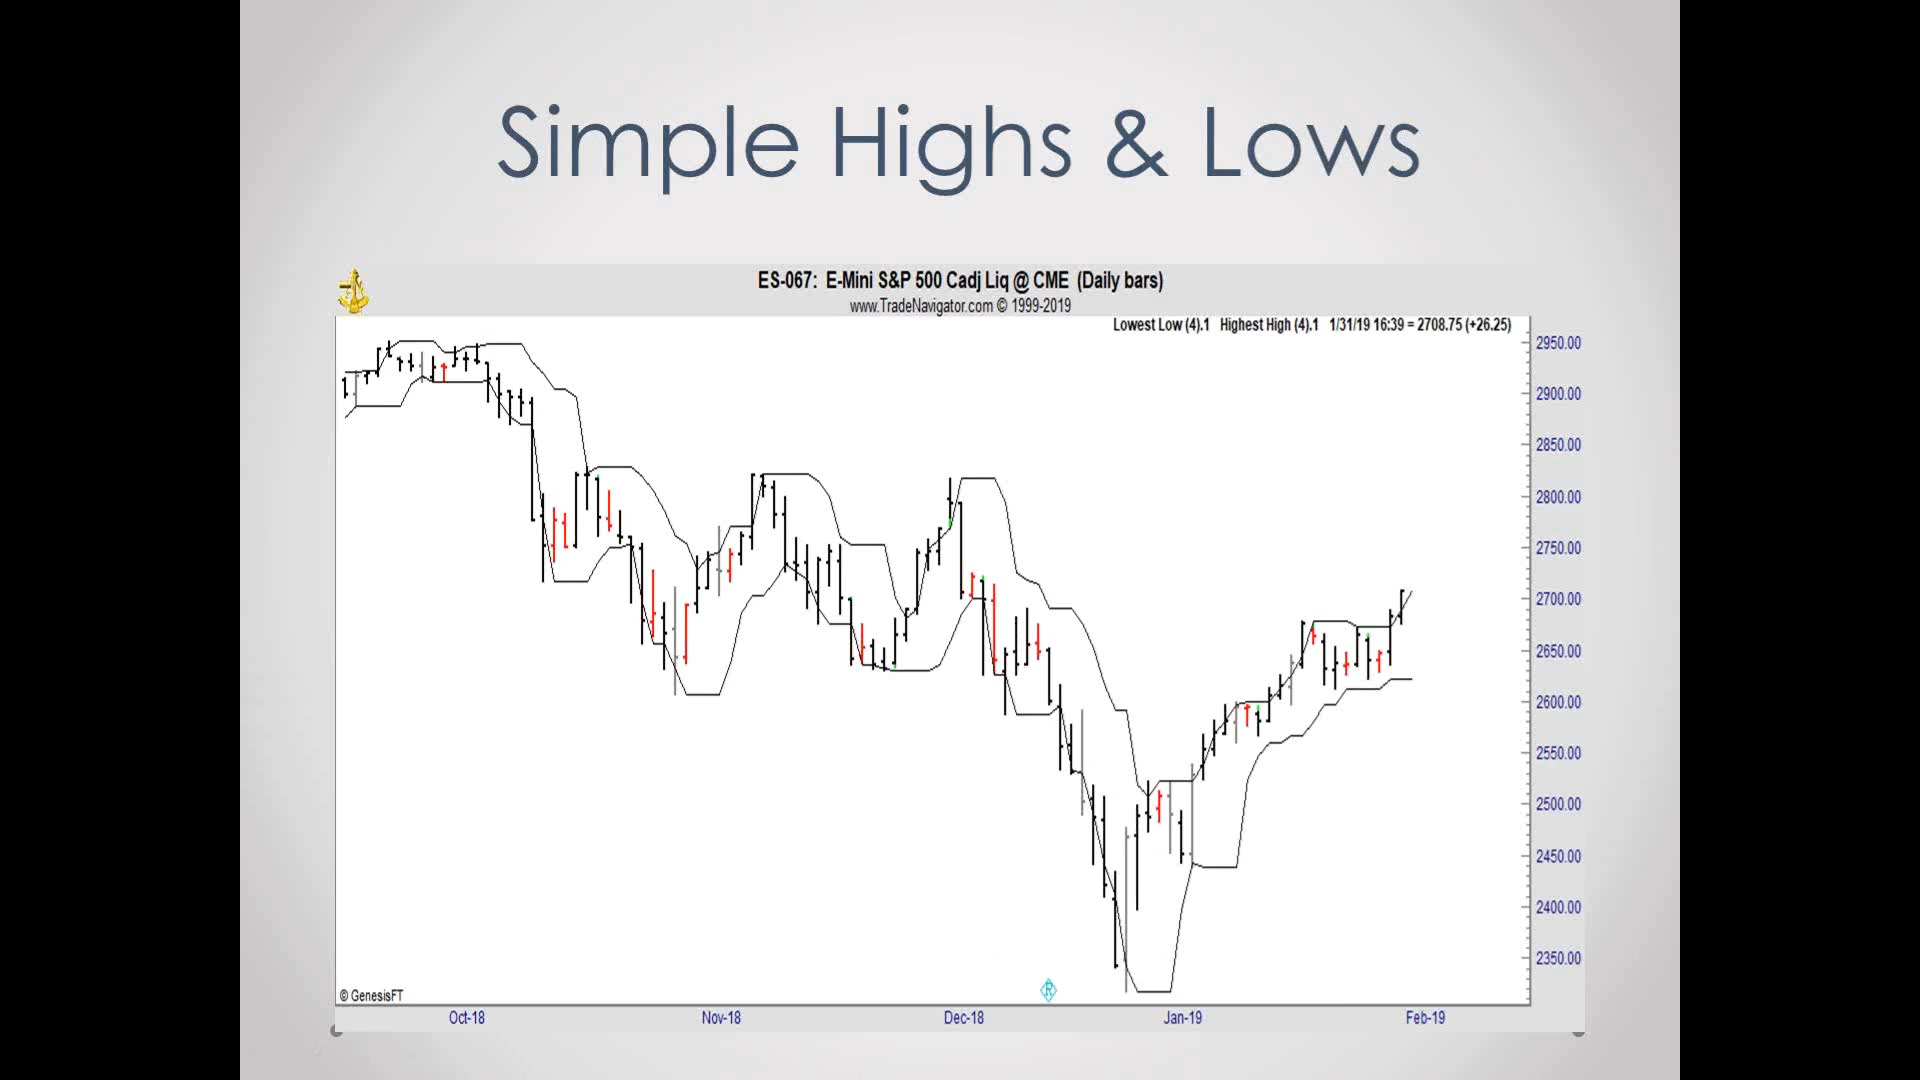 Simple Highs & Lows
ES-067: E-Mini S&P 500 Cadj Liq @ CME (Daily bars)
www.TradeNavigator.com © 1999-2019
Lowest Low (4).1 Highest High (4).1 1/31/19 16:39 = 2708.75 (+26.25)
2950.00
2900.00
2850.00
2800.00
2750.00
2700.00
2650.00
2600.00
2550.00
2500.00
2450.00
2400.00
2350.00
R
© GenesisFT
Oct-18 Nov-18 Dec-18 Jan-19 Feb-19